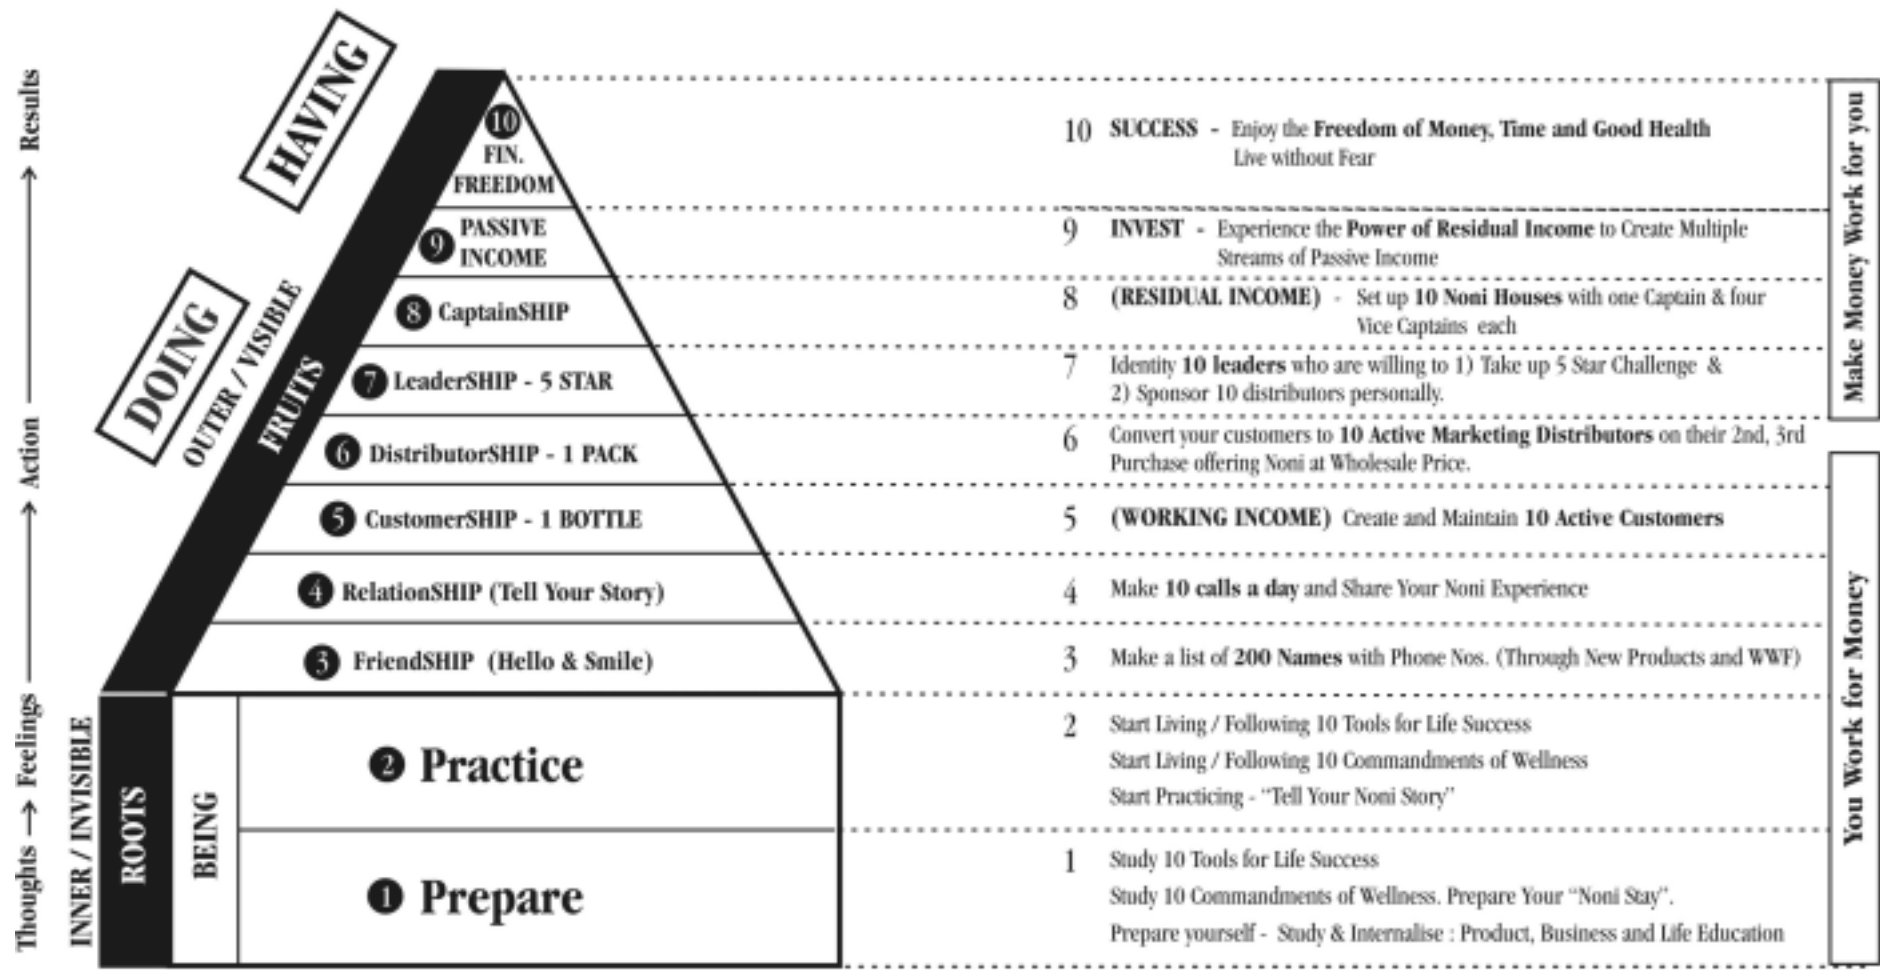 HAVING
DOING
OUTER / VISIBLE
FRUITS
Results
Action
Feelings
Thoughts
INNER / INVISIBLE
ROOTS
BEING
10
FIN.
FREEDOM
9 PASSIVE
INCOME
8 CaptainSHIP
7 LeaderSHIP - 5 STAR
6 DistributorSHIP - 1 PACK
5 CustomerSHIP - 1 BOTTLE
4 RelationSHIP (Tell Your Story)
3 FriendSHIP (Hello & Smile)
2 Practice
1 Prepare
10 SUCCESS - Enjoy the Freedom of Money, Time and Good Health
Live without Fear
9 INVEST - Experience the Power of Residual Income to Create Multiple
Streams of Passive Income
8 (RESIDUAL INCOME) - Set up 10 Noni Houses with one Captain & four
Vice Captains each
7 Identity 10 leaders who are willing to 1) Take up 5 Star Challenge &
2) Sponsor 10 distributors personally.
6 Convert your customers to 10 Active Marketing Distributors on their 2nd, 3rd
Purchase offering Noni at Wholesale Price.
5 (WORKING INCOME) Create and Maintain 10 Active Customers
4 Make 10 calls a day and Share Your Noni Experience
3 Make a list of 200 Names with Phone Nos. (Through New Products and WWF)
2 Start Living / Following 10 Tools for Life Success
Start Living / Following 10 Commandments of Wellness
Start Practicing - “Tell Your Noni Story”
1 Study 10 Tools for Life Success
Study 10 Commandments of Wellness. Prepare Your “Noni Stay”.
Prepare yourself - Study & Internalise : Product, Business and Life Education
Make Money Work for you
You Work for Money